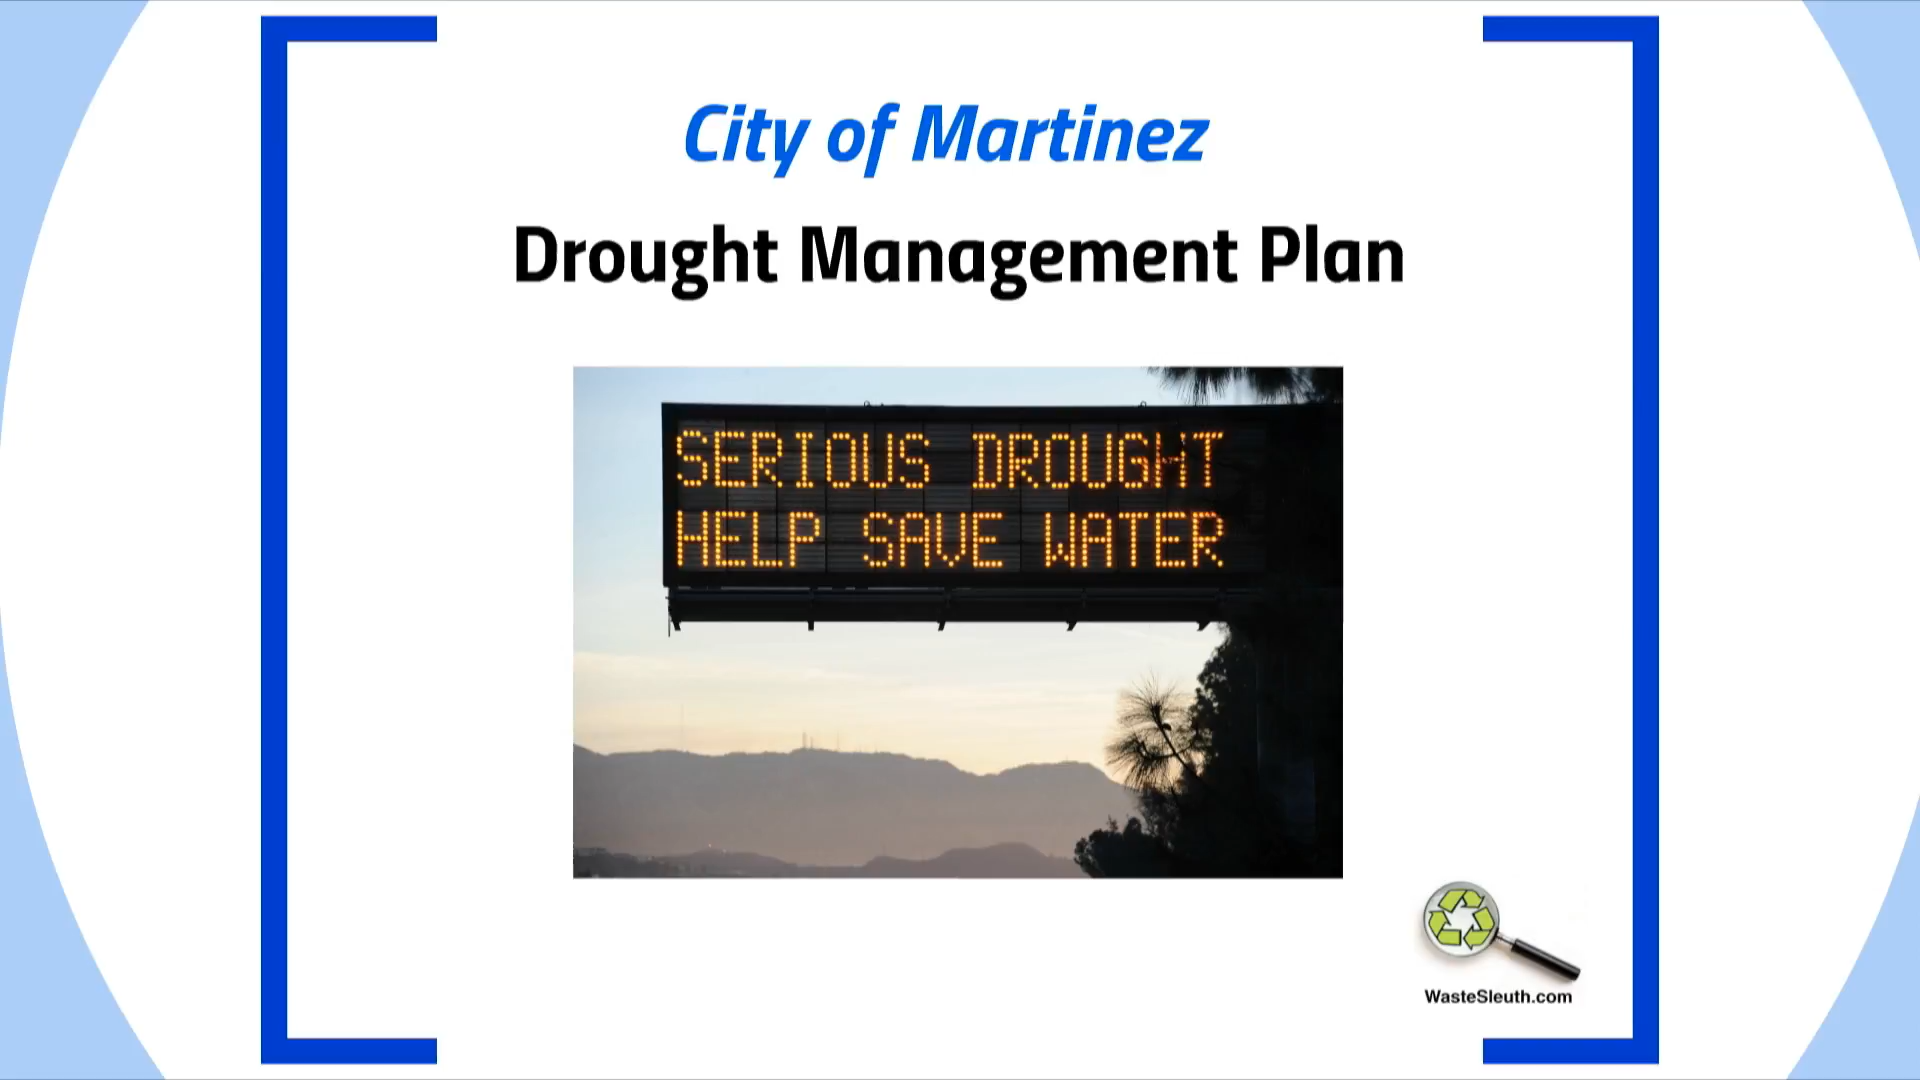 City of Martinez
Drought Management Plan
SERIOUS DROUGHT
HELP SAVE WATER
WasteSleuth.com